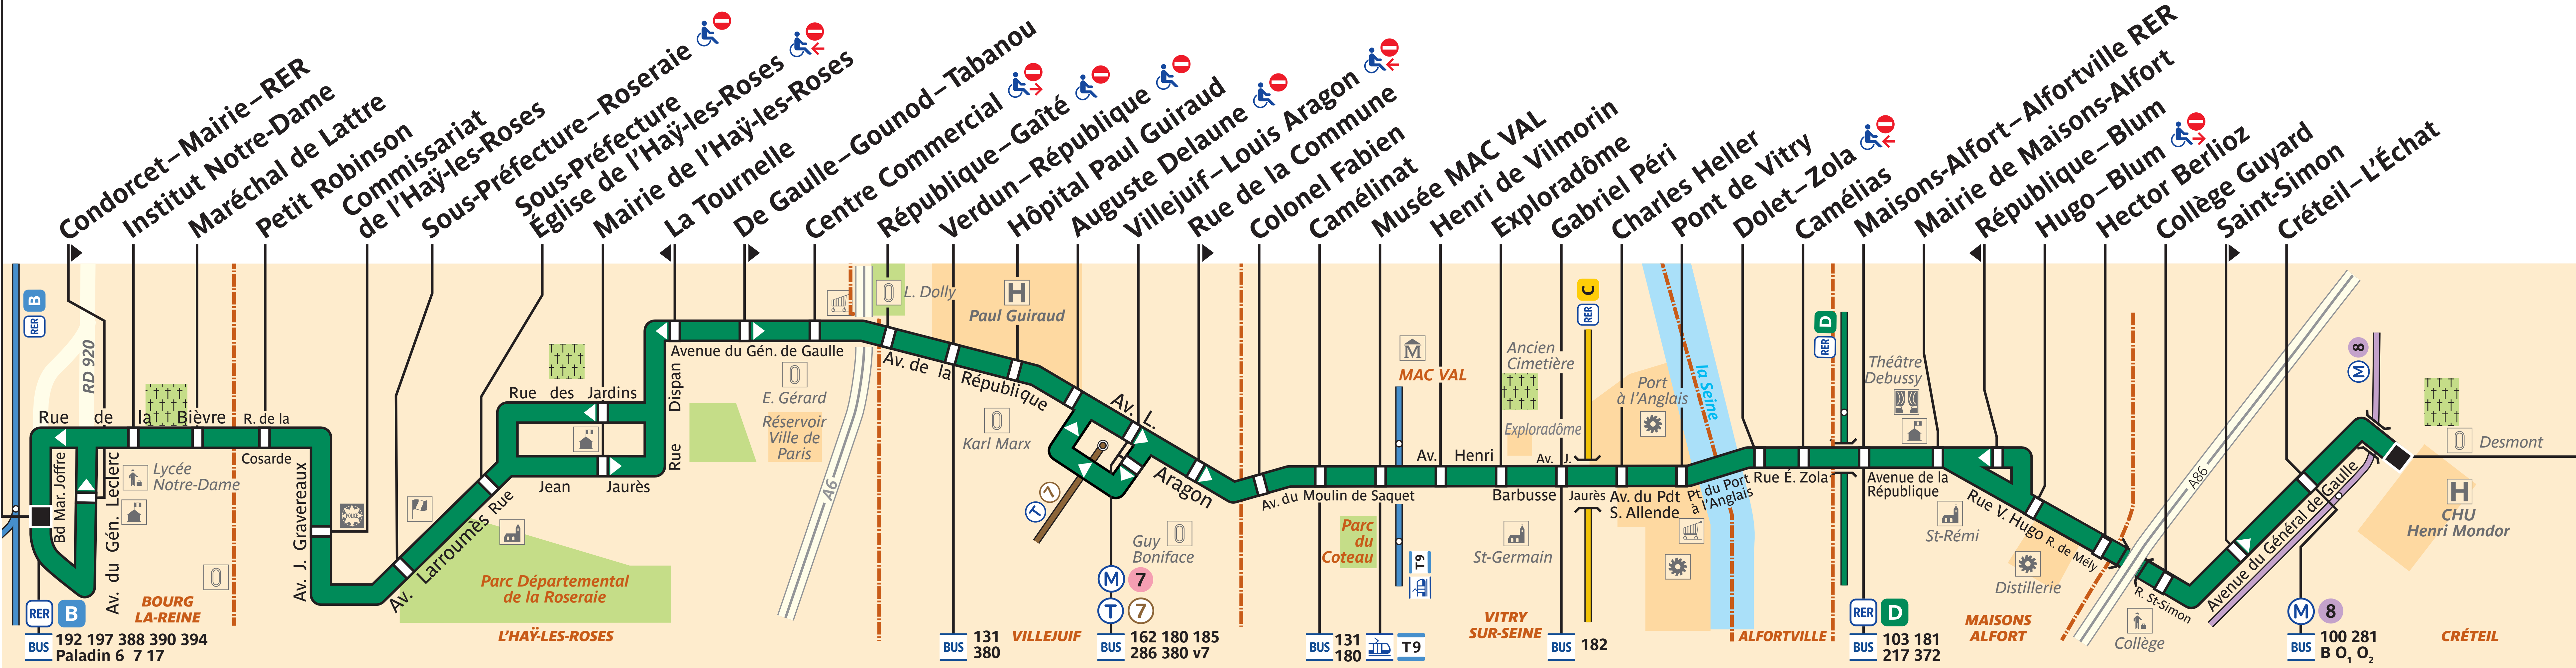 Condorcet – Mairie – RER
Institut Notre-Dame
Maréchal de Lattre
Petit Robinson
Commissariat
de l'Haÿ-les-Roses
Sous-Préfecture – Roseraie
Sous-Préfecture
Église de l'Haÿ-les-Roses
Mairie de l'Haÿ-les-Roses
La Tournelle
De Gaulle – Gounod – Tabanou
Centre Commercial
République – Gaîté
Verdun – République
Hôpital Paul Guiraud
Auguste Delaune
Villejuif – Louis Aragon
Rue de la Commune
Colonel Fabien
Camélinat
Musée MAC VAL
Henri de Vilmorin
Exploradôme
Gabriel Péri
Charles Heller
Pont de Vitry
Dolet – Zola
Camélias
Maisons-Alfort – Alfortville RER
Mairie de Maisons-Alfort
République – Blum
Hugo – Blum
Hector Berlioz
Collège Guyard
Saint-Simon
Créteil – L'Échat
B
RER
RD 920
Rue de la Bièvre
R. de la
Cosarde
Bd Mar. Joffre
Av. du Gén. Leclerc
Lycée
Notre-Dame
BOURG
LA-REINE
RER B
BUS
192 197 388 390 394
Paladin 6 7 17
Av. J. Gravereaux
POLICE
Av. Larroumès
Rue
Jean Jaurès
Rue des Jardins
Rue Dispan
Parc Départemental
de la Roseraie
L'HAŸ-LES-ROSES
Avenue du Gén. de Gaulle
E. Gérard
Réservoir
Ville de
Paris
A6
L. Dolly
H
Paul Guiraud
Av. de la République
Karl Marx
T 7
Av. L.
Aragon
Guy
Boniface
M 7
T 7
BUS
131
380
VILLEJUIF
BUS
162 180 185
286 380 v7
Av. du Moulin de Saquet
M
MAC VAL
Parc
du
Coteau
T9
BUS
131
180
T9
Av. Henri
Barbusse
Ancien
Cimetière
Exploradôme
St-Germain
VITRY
SUR-SEINE
C
RER
Av. J.
Jaurès
BUS
182
Av. du Pdt
S. Allende
Port
à l'Anglais
la Seine
Pt du Port
à l'Anglais
Rue É. Zola
ALFORTVILLE
D
RER
RER D
BUS
103 181
217 372
Théâtre
Debussy
Avenue de la
République
St-Rémi
MAISONS
ALFORT
Rue V. Hugo
Distillerie
R. de Mély
A86
R. St-Simon
Collège
Avenue du Général de Gaulle
8
M
M 8
BUS
100 281
B O1 O2
Desmont
H
CHU
Henri Mondor
CRÉTEIL